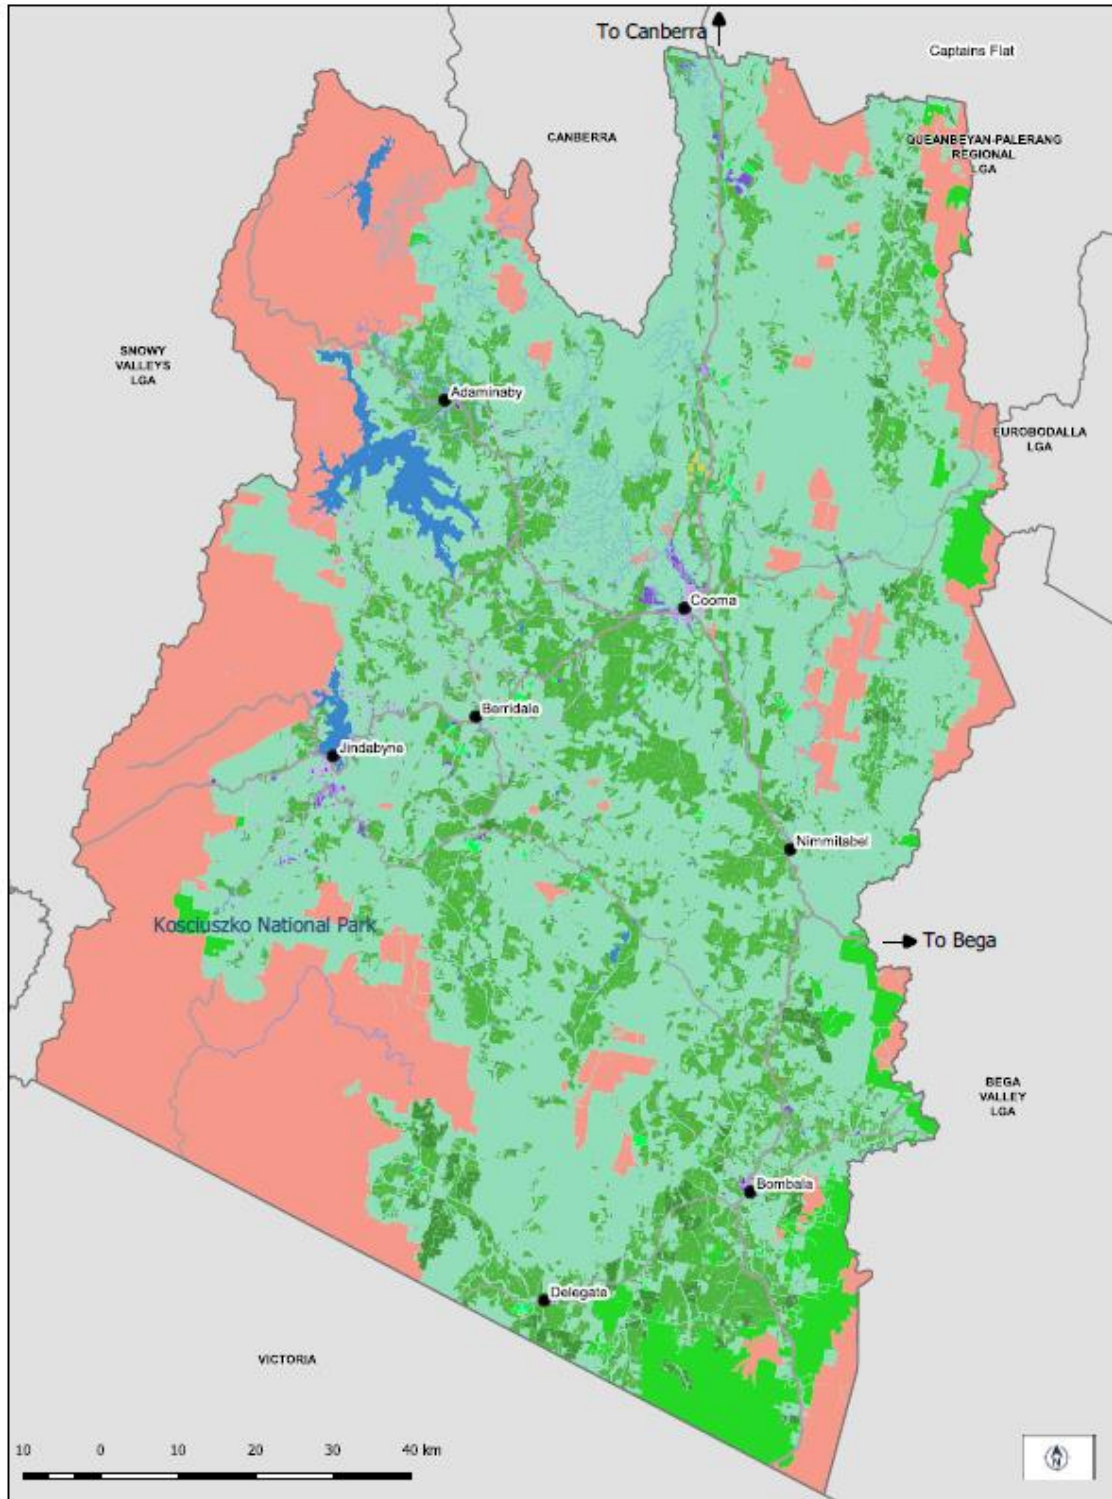 To Canberra
Captains Flat
CANBERRA
QUEANBEYAN-PALERANG
REGIONAL
LGA
SNOWY
VALLEYS
LGA
Adaminaby
EUROBODALLA
LGA
Cooma
Berridale
Jindabyne
Nimmitabel
Kosciuszko National Park
To Bega
BEGA
VALLEY
LGA
Bombala
Delegate
VICTORIA
10 0 10 20 30 40 km
N